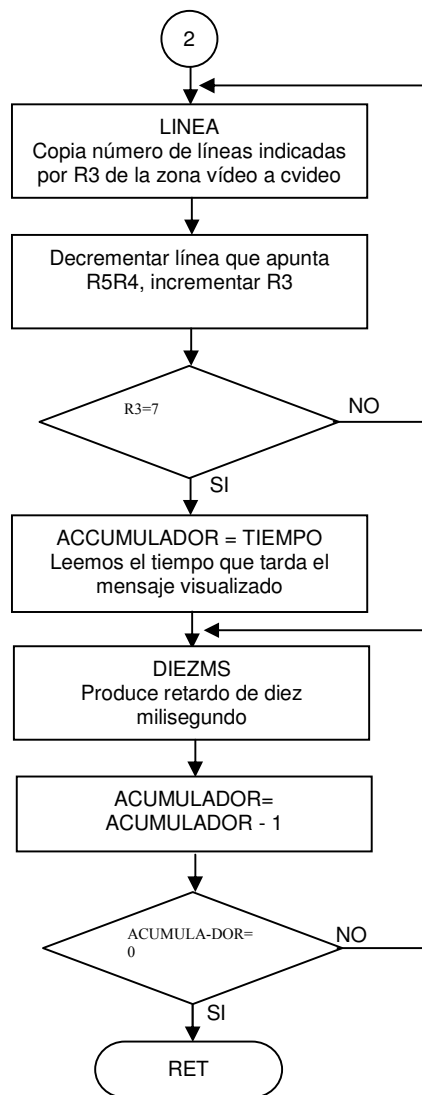 2
LINEA
Copia número de líneas indicadas
por R3 de la zona vídeo a cvideo
Decrementar línea que apunta
R5R4, incrementar R3
R3=7
NO
SI
ACCUMULADOR = TIEMPO
Leemos el tiempo que tarda el
mensaje visualizado
DIEZMS
Produce retardo de diez
milisegundo
ACUMULADOR=
ACUMULADOR - 1
ACUMULA-DOR=
0
NO
SI
RET